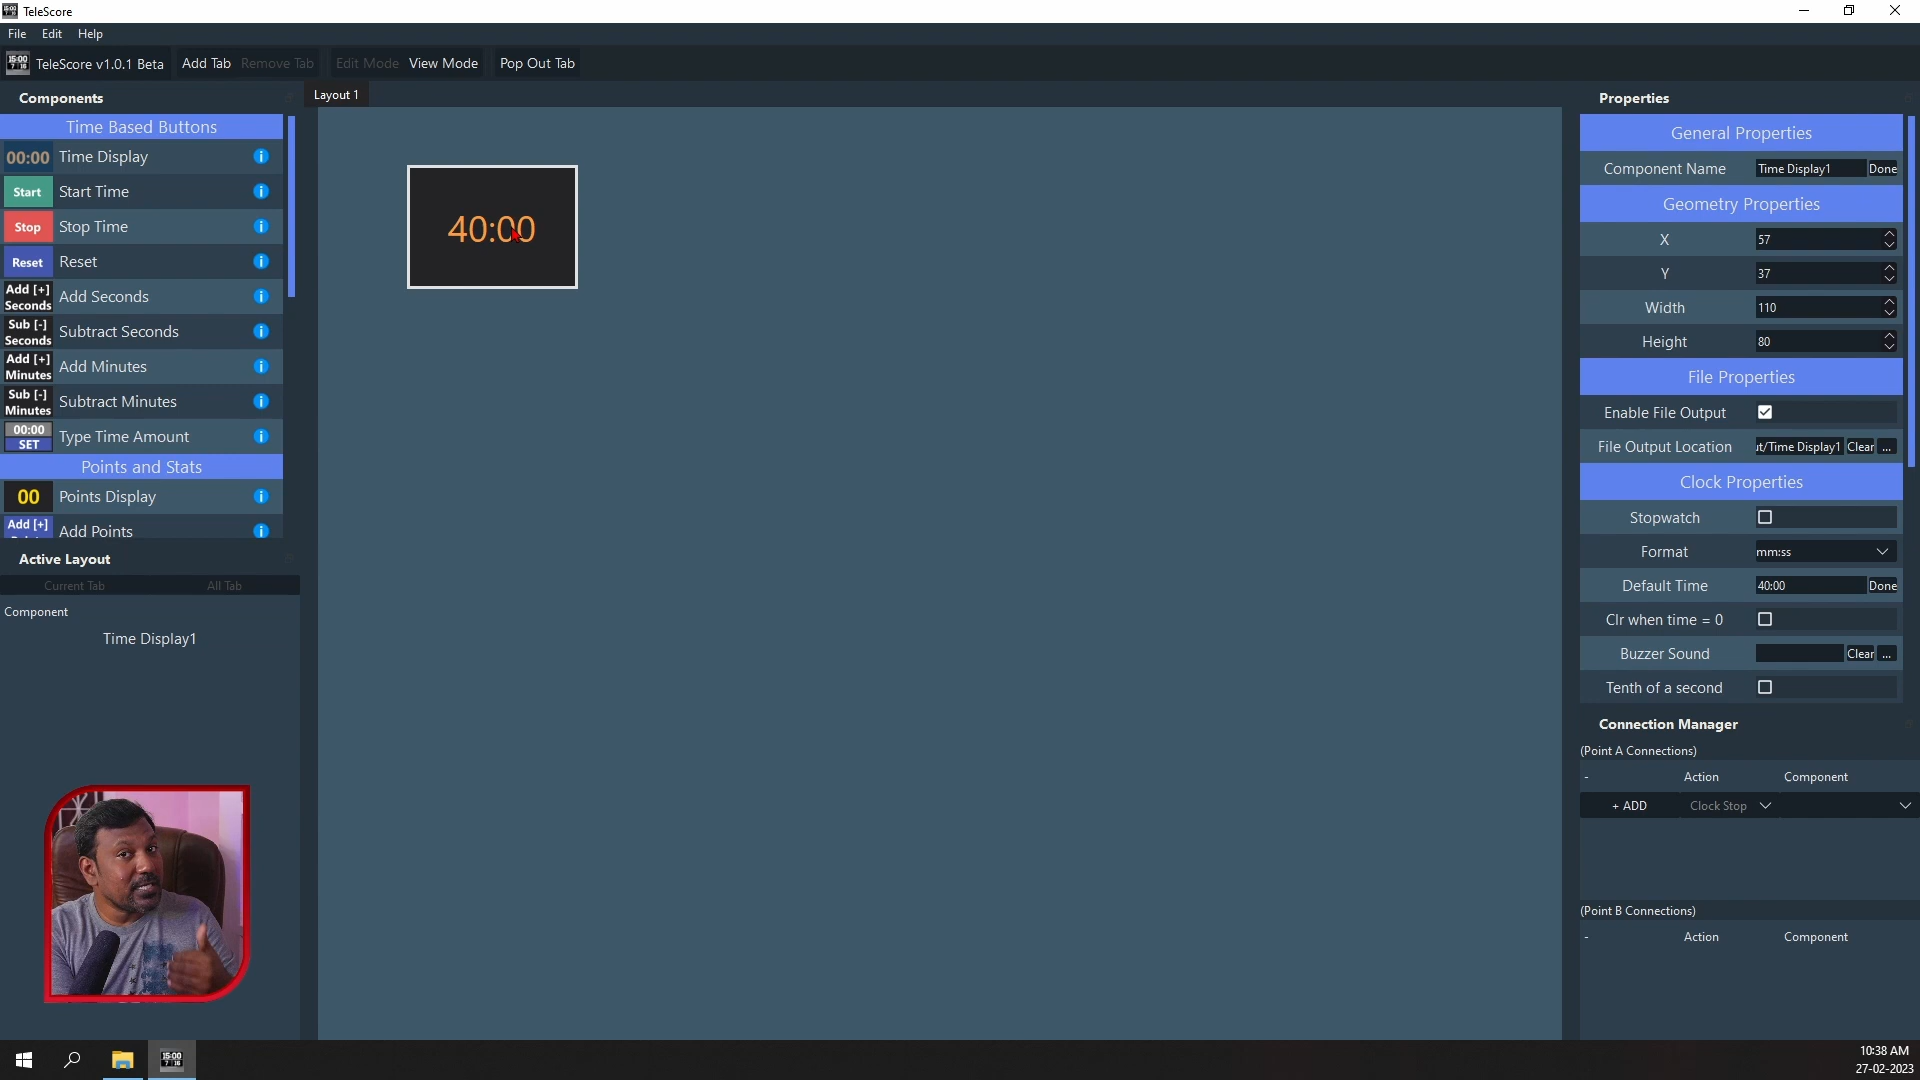 TeleScore
File Edit Help
15:00
TeleScore v1.0.1 Beta Add Tab Remove Tab Edit Mode View Mode Pop Out Tab
Components
Layout 1
Properties
Time Based Buttons
00:00 Time Display
Start Start Time
Stop Stop Time
Reset Reset
Add [+]
Seconds Add Seconds
Sub [-]
Seconds Subtract Seconds
Add [+]
Minutes Add Minutes
Sub [-]
Minutes Subtract Minutes
00:00
SET Type Time Amount
Points and Stats
00 Points Display
Add [+] Add Points
Active Layout
Current Tab All Tab
Component
Time Display1
40:00
General Properties
Component Name Time Display1 Done
Geometry Properties
X 57
Y 37
Width 110
Height 80
File Properties
Enable File Output
File Output Location ut/Time Display1 Clear ...
Clock Properties
Stopwatch
Format mm:ss
Default Time 40:00 Done
Clr when time = 0
Buzzer Sound Clear ...
Tenth of a second
Connection Manager
(Point A Connections)
- Action Component
+ ADD Clock Stop
(Point B Connections)
- Action Component
15:00
10:38 AM
27-02-2023